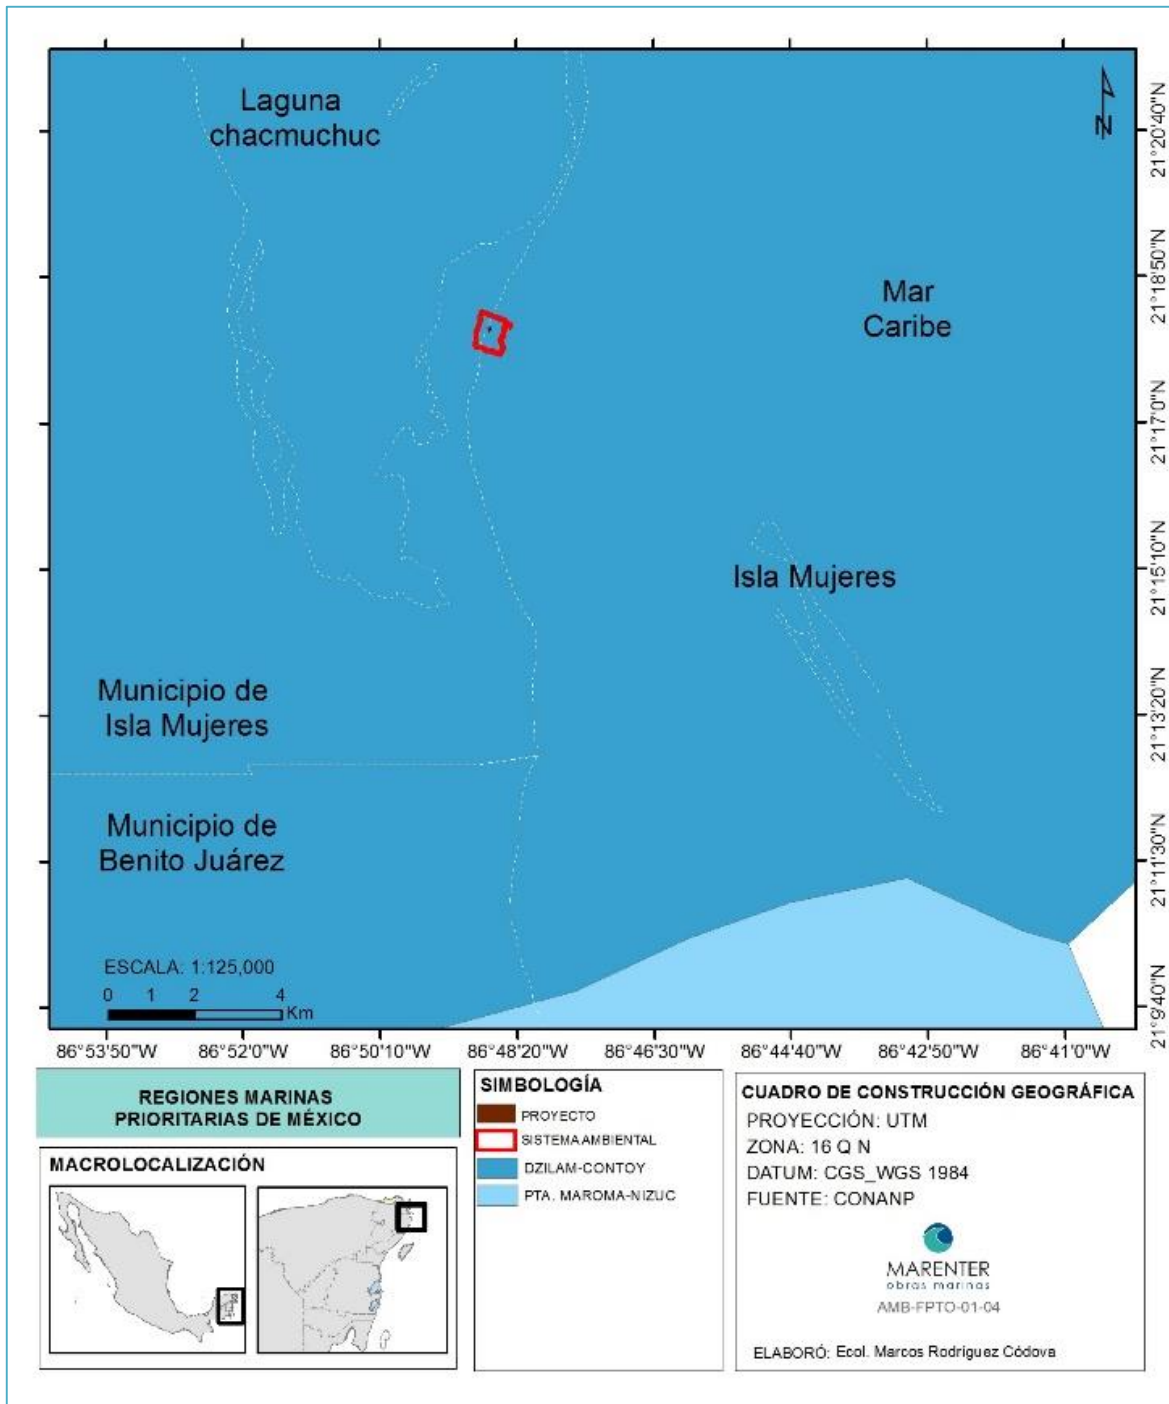 Laguna
chacmuchuc
N
Mar
Caribe
Isla Mujeres
Municipio de
Isla Mujeres
Municipio de
Benito Juárez
ESCALA: 1:125,000
0 1 2 4
Km
21°20'40"N
21°18'50"N
21°17'0"N
21°15'10"N
21°13'20"N
21°11'30"N
21°9'40"N
86°53'50"W 86°52'0"W 86°50'10"W 86°48'20"W 86°46'30"W 86°44'40"W 86°42'50"W 86°41'0"W
REGIONES MARINAS
PRIORITARIAS DE MÉXICO
MACROLOCALIZACIÓN
SIMBOLOGÍA
PROYECTO
SISTEMA AMBIENTAL
DZILAM-CONTOY
PTA. MAROMA-NIZUC
CUADRO DE CONSTRUCCIÓN GEOGRÁFICA
PROYECCIÓN: UTM
ZONA: 16 Q N
DATUM: CGS_WGS 1984
FUENTE: CONANP
MARENTER
obras marinas
AMB-FPTO-01-04
ELABORÓ: Ecol. Marcos Rodríguez Códova